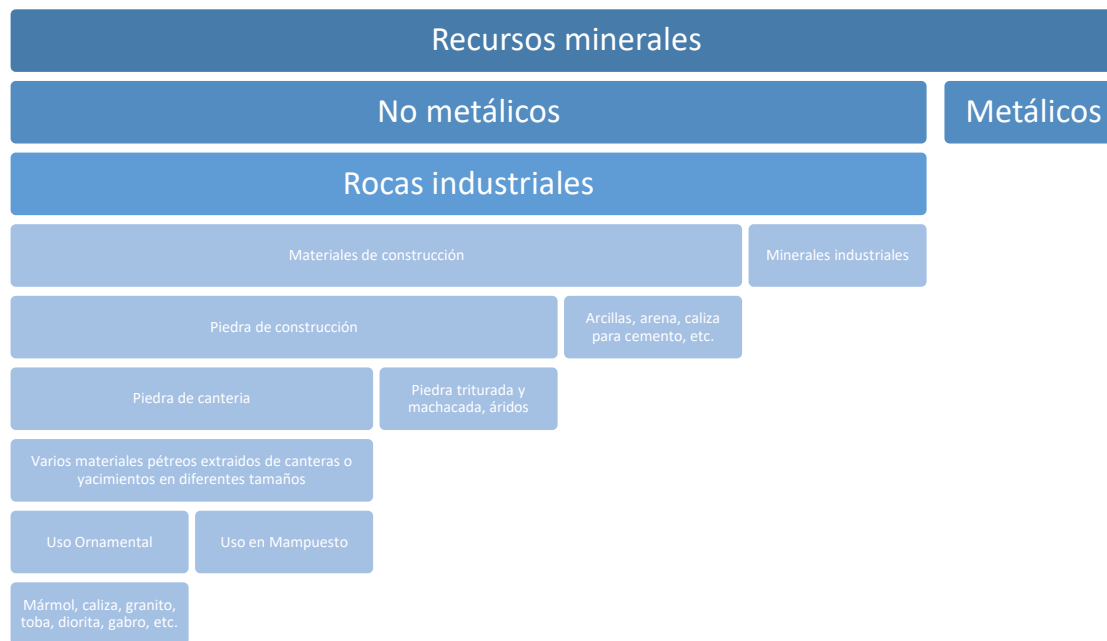 Recursos minerales
No metálicos
Metálicos
Rocas industriales
Materiales de construcción
Minerales industriales
Piedra de construcción
Arcillas, arena, caliza
para cemento, etc.
Piedra de canteria
Piedra triturada y
machacada, áridos
Varios materiales pétreos extraidos de canteras o
yacimientos en diferentes tamaños
Uso Ornamental
Uso en Mampuesto
Mármol, caliza, granito,
toba, diorita, gabro, etc.